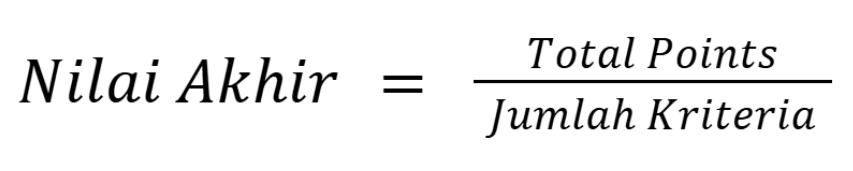 Nilai Akhir = Total Points
Jumlah Kriteria